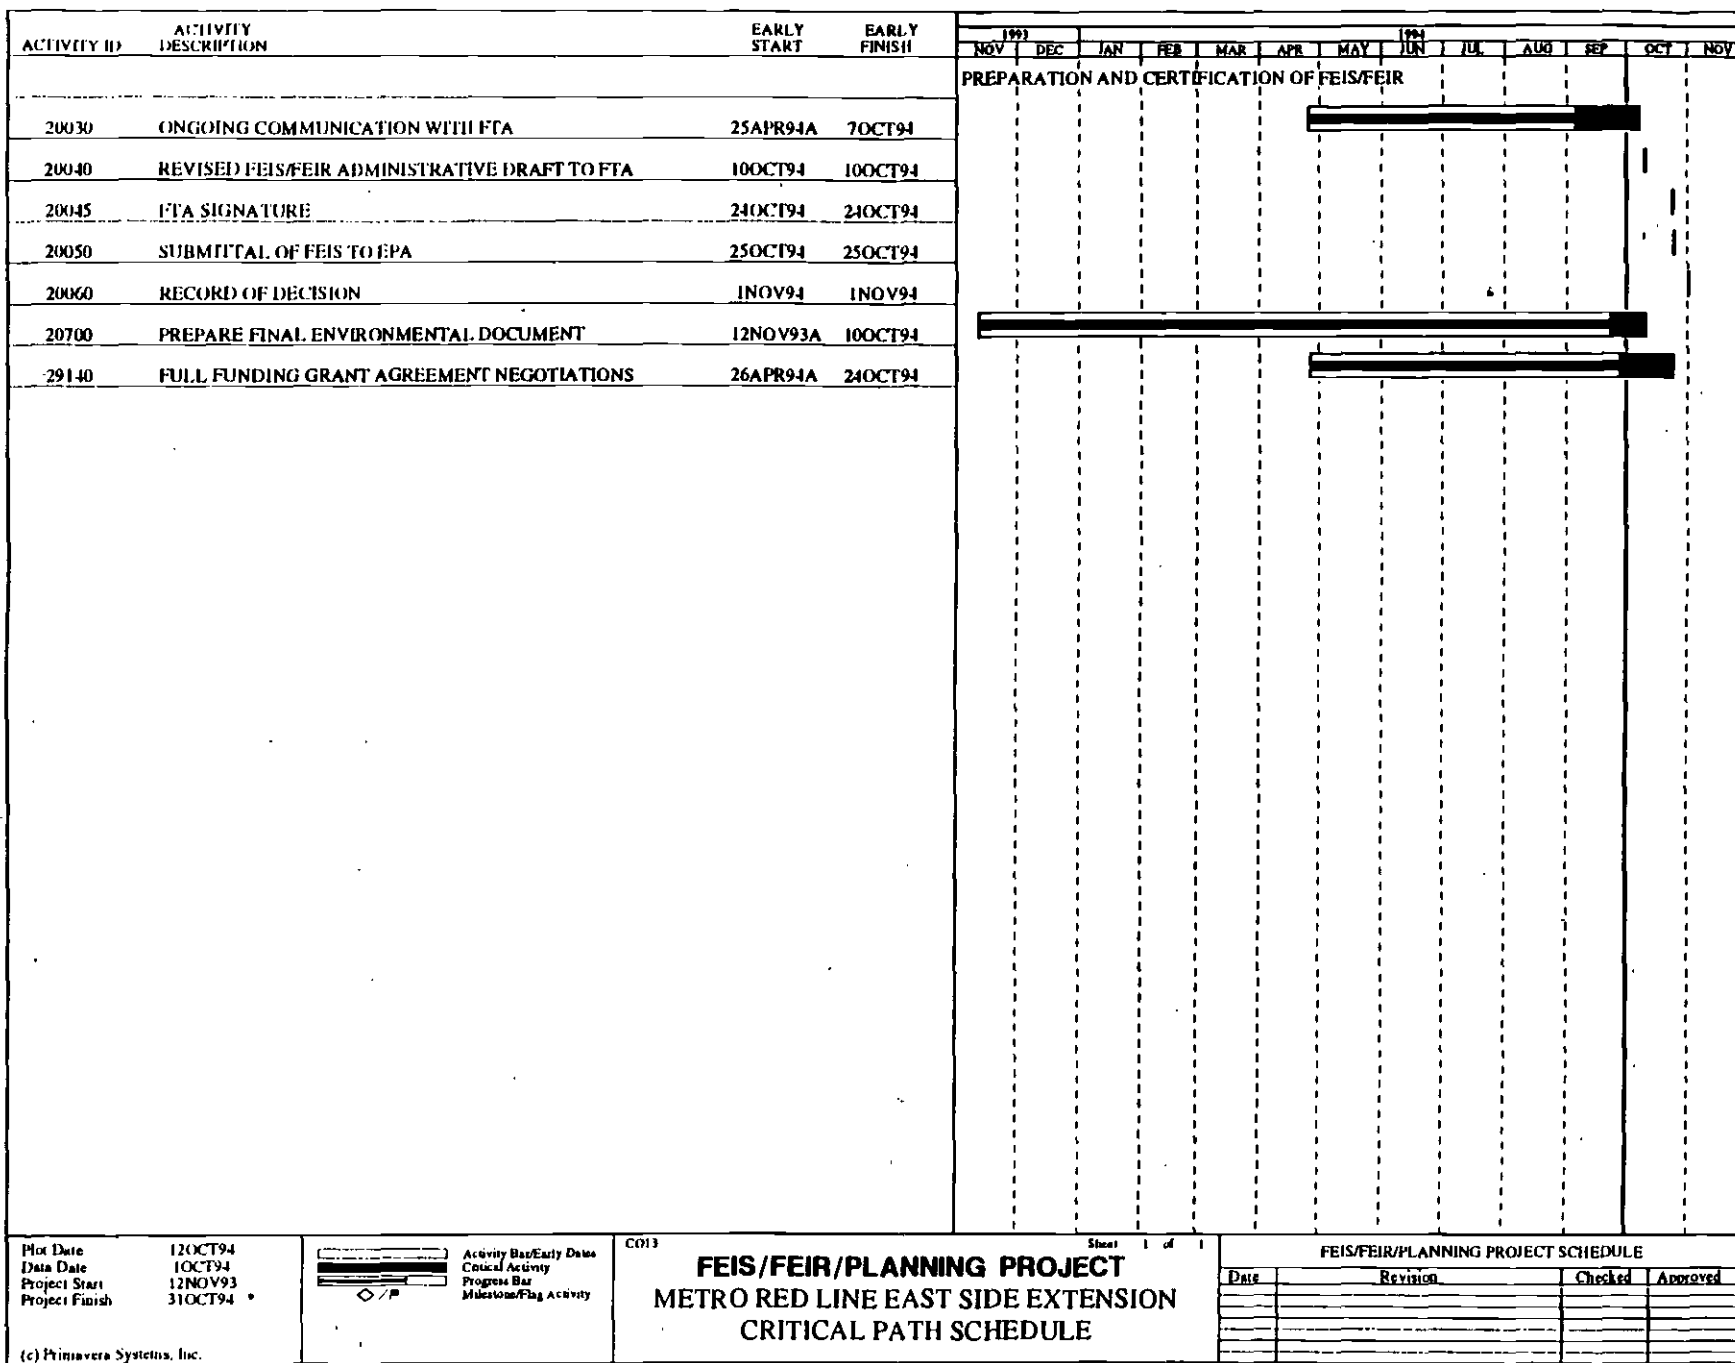 ACTIVITY ID ACTIVITY DESCRIPTION EARLY START EARLY FINISH
1993 1994
NOV DEC JAN FEB MAR APR MAY JUN JUL AUG SEP OCT NOV
PREPARATION AND CERTIFICATION OF FEIS/FEIR
20030 ONGOING COMMUNICATION WITH FTA 25APR94A 7OCT94
20040 REVISED FEIS/FEIR ADMINISTRATIVE DRAFT TO FTA 10OCT94 10OCT94
20045 FTA SIGNATURE 24OCT94 24OCT94
20050 SUBMITTAL OF FEIS TO EPA 25OCT94 25OCT94
20060 RECORD OF DECISION 1NOV94 1NOV94
20700 PREPARE FINAL ENVIRONMENTAL DOCUMENT 12NOV93A 10OCT94
29140 FULL FUNDING GRANT AGREEMENT NEGOTIATIONS 26APR94A 24OCT94
Plot Date 12OCT94
Data Date 1OCT94
Project Start 12NOV93
Project Finish 31OCT94
(c) Primavera Systems, Inc.
Activity Bar/Early Dates
Critical Activity
Progress Bar
Milestone/Flag Activity
CO13
Sheet 1 of 1
FEIS/FEIR/PLANNING PROJECT
METRO RED LINE EAST SIDE EXTENSION
CRITICAL PATH SCHEDULE
FEIS/FEIR/PLANNING PROJECT SCHEDULE
Date Revision Checked Approved